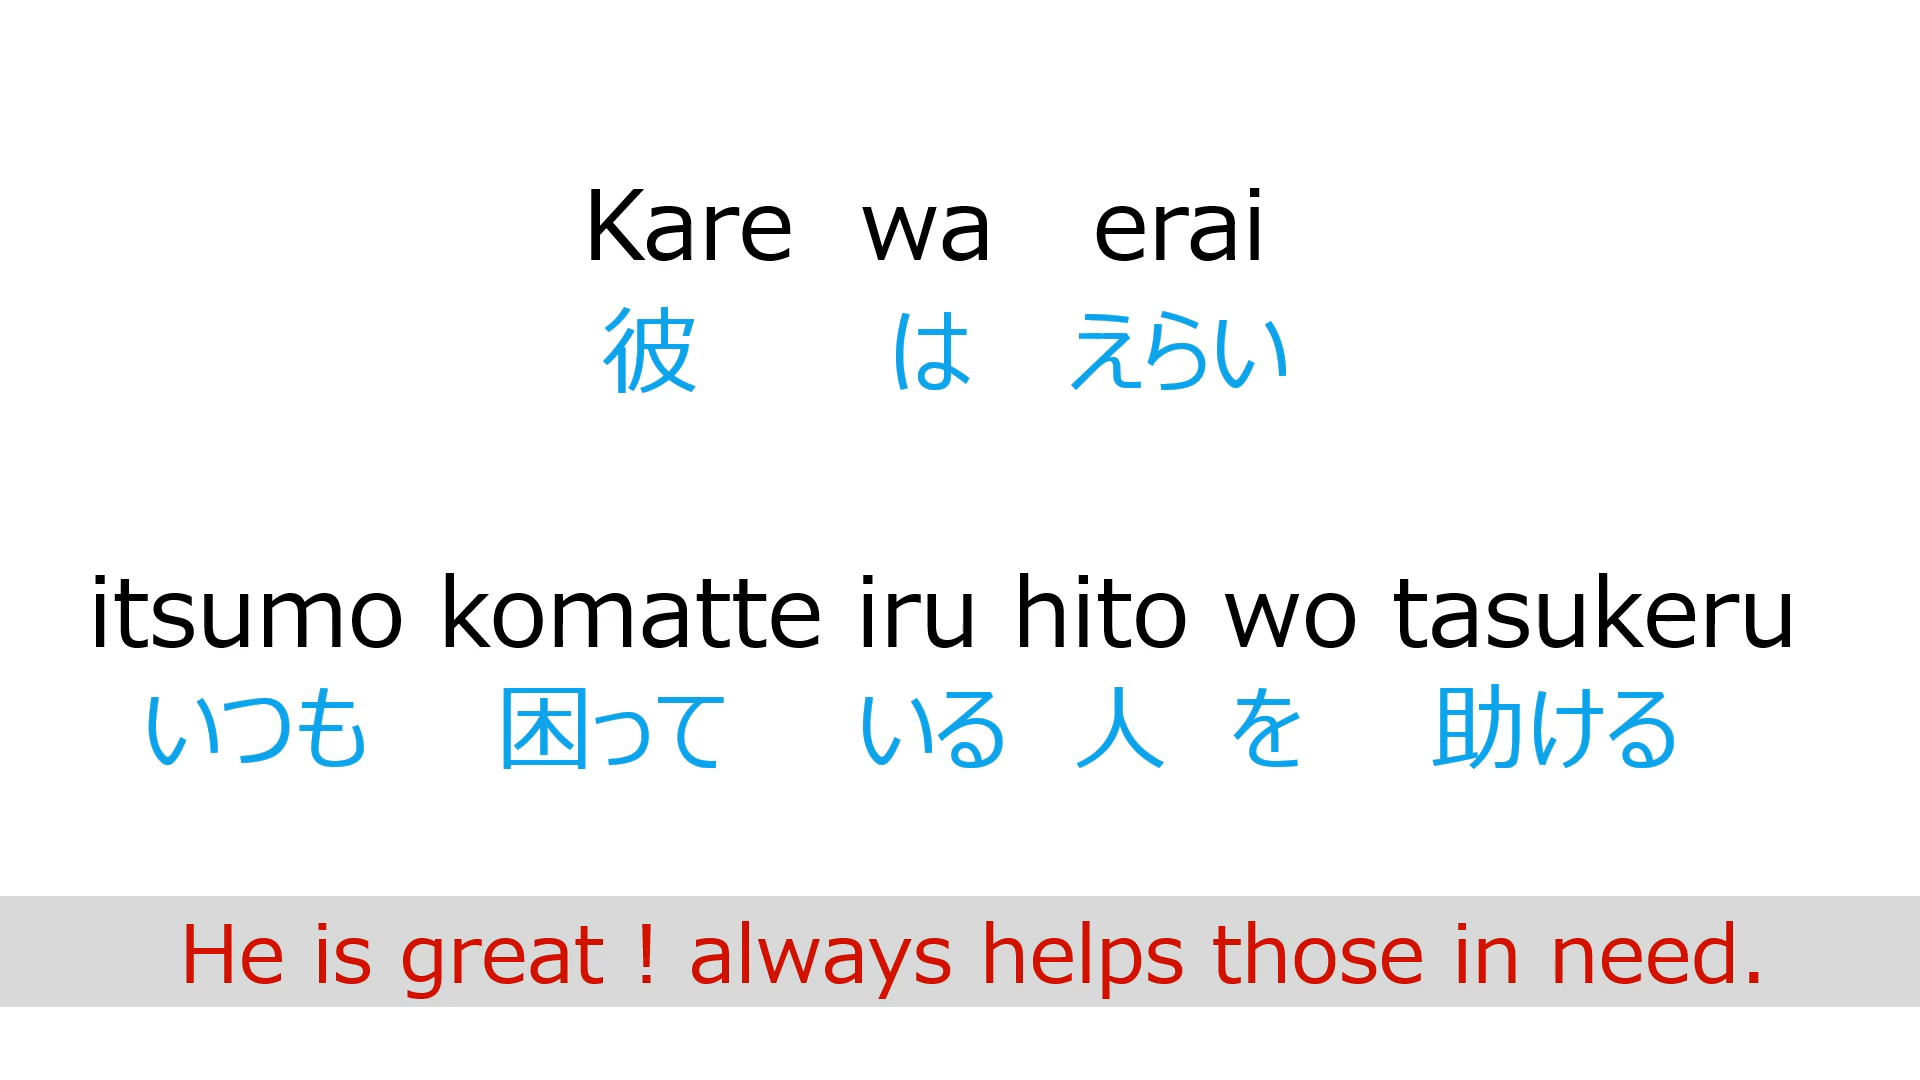 Kare wa erai
彼 は えらい
itsumo komatte iru hito wo tasukeru
いつも 困って いる 人 を 助ける
He is great ! always helps those in need.